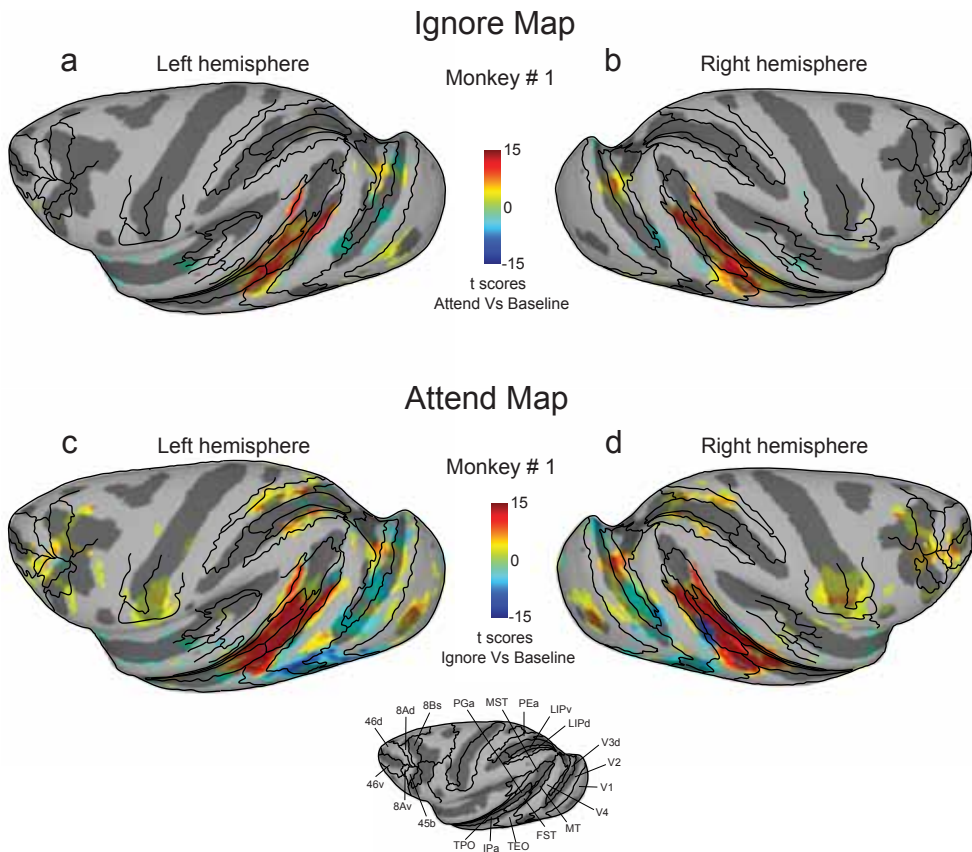 Ignore Map
a
Left hemisphere
Monkey # 1
b
Right hemisphere
15
0
-15
t scores
Attend Vs Baseline
Attend Map
c
Left hemisphere
Monkey # 1
d
Right hemisphere
15
0
-15
t scores
Ignore Vs Baseline
46d
8Ad
8Bs
PGa
MST
PEa
LIPv
LIPd
V3d
V2
V1
V4
MT
FST
TEO
IPa
TPO
45b
8Av
46v